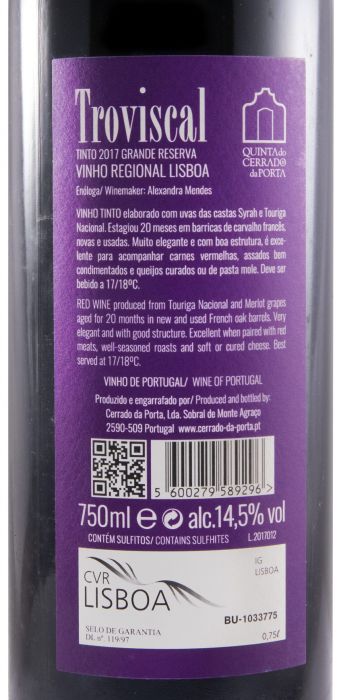 Troviscal
TINTO 2017 GRANDE RESERVA
VINHO REGIONAL LISBOA
Enóloga/ Winemaker: Alexandra Mendes
QUINTA do
CERRADO
da PORTA
VINHO TINTO elaborado com uvas das castas Syrah e Touriga
Nacional. Estagiou 20 meses em barricas de carvalho francês,
novas e usadas. Muito elegante e com boa estrutura, é exce-
lente para acompanhar carnes vermelhas, assados bem
condimentados e queijos curados ou de pasta mole. Deve ser
bebido a 17/18ºC.
RED WINE produced from Touriga Nacional and Merlot grapes
aged for 20 months in new and used French oak barrels. Very
elegant and with good structure. Excellent when paired with red
meats, well-seasoned roasts and soft or cured cheese. Best
served at 17/18ºC.
VINHO DE PORTUGAL/ WINE OF PORTUGAL
Produzido e engarrafado por/ Produced and bottled by:
Cerrado da Porta, Lda. Sobral de Monte Agraço
2590-509 Portugal www.cerrado-da-porta.pt
5 600279 589296 >
750ml e alc.14,5% vol
CONTÉM SULFITOS/ CONTAINS SULPHITES L.2017012
CVR
LISBOA
IG
LISBOA
BU-1033775
SELO DE GARANTIA
DL nº. 119/97
0,75ℓ